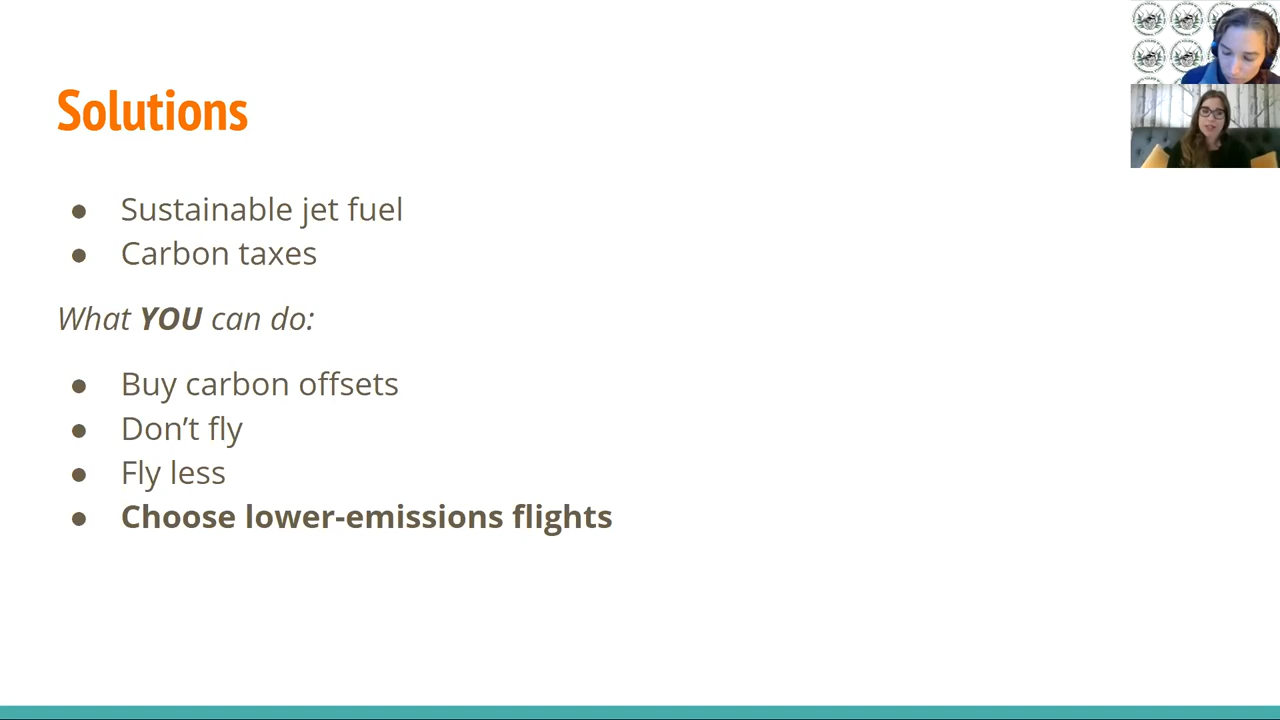 Solutions
Sustainable jet fuel
Carbon taxes
What YOU can do:
Buy carbon offsets
Don’t fly
Fly less
Choose lower-emissions flights